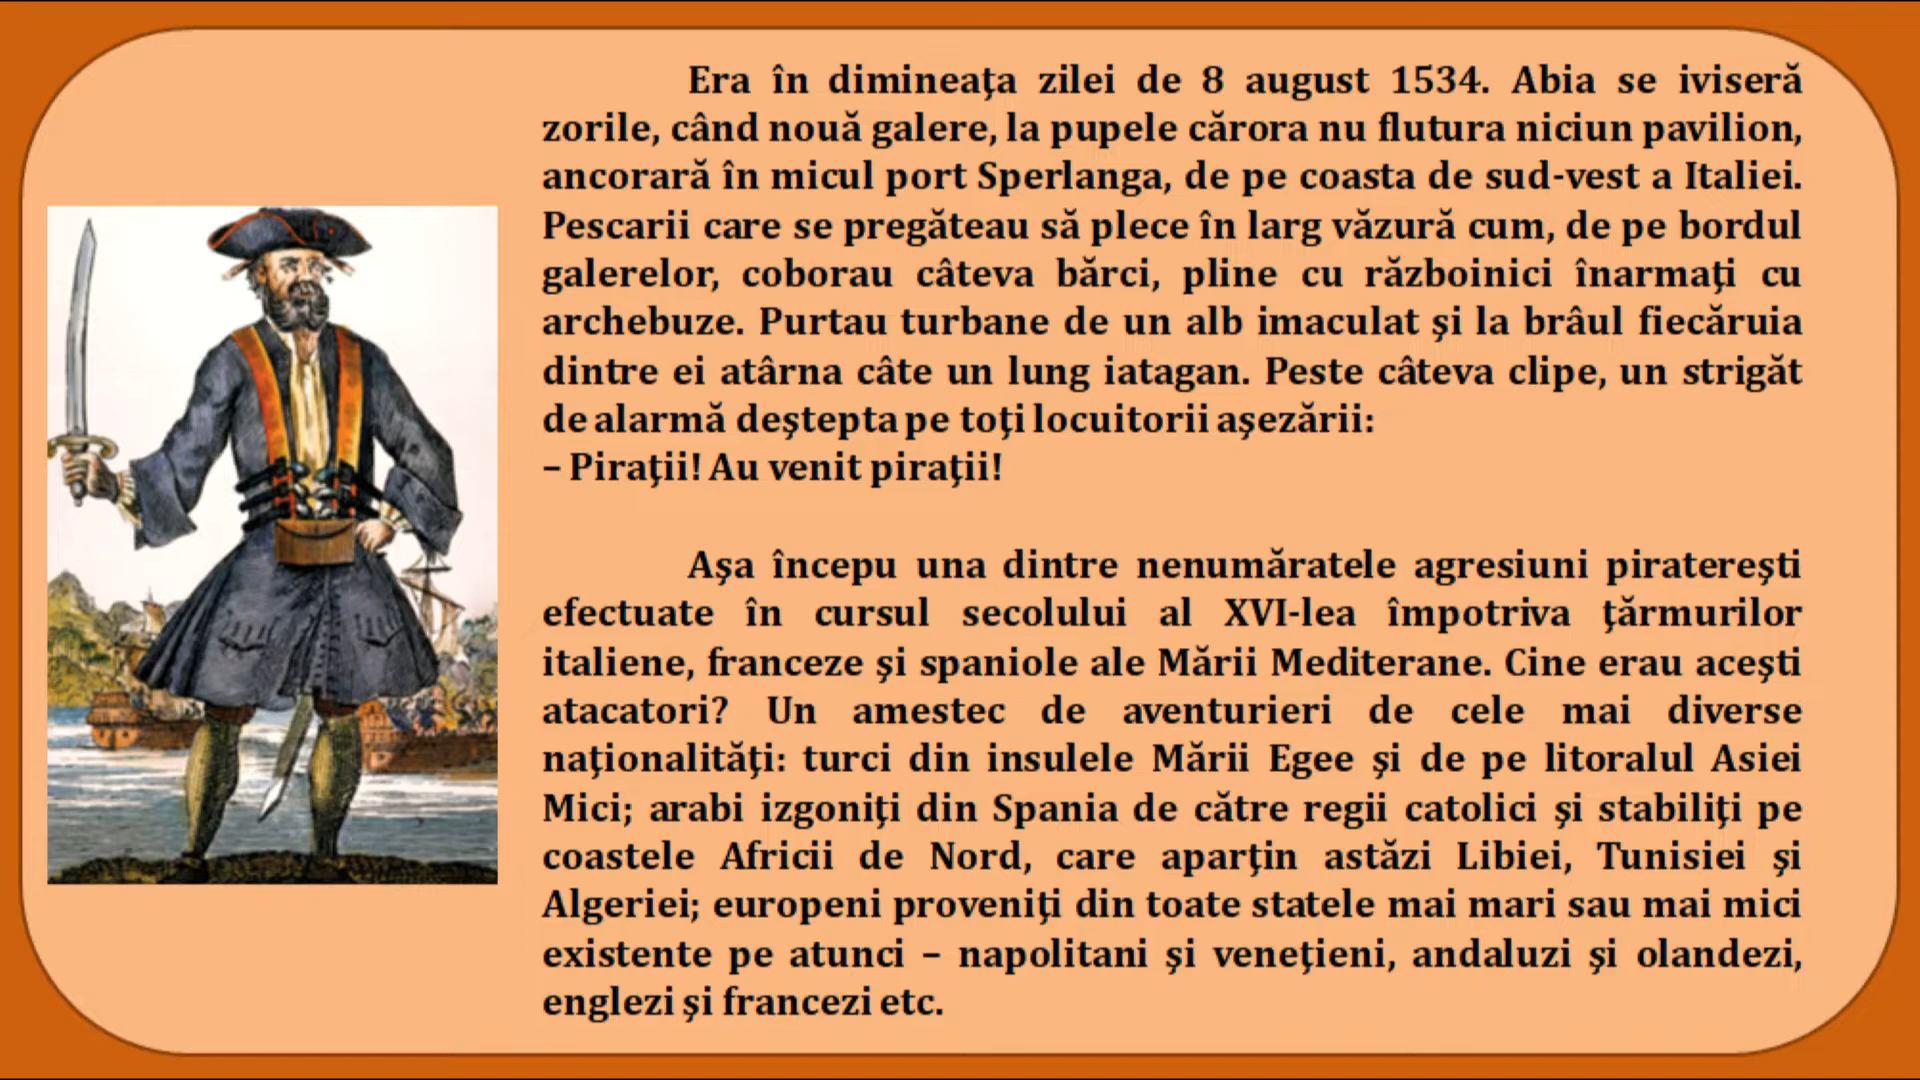 Era în dimineaţa zilei de 8 august 1534. Abia se iviseră
zorile, când nouă galere, la pupele cărora nu flutura niciun pavilion,
ancorară în micul port Sperlanga, de pe coasta de sud-vest a Italiei.
Pescarii care se pregăteau să plece în larg văzură cum, de pe bordul
galerelor, coborau câteva bărci, pline cu războinici înarmaţi cu
archebuze. Purtau turbane de un alb imaculat şi la brâul fiecăruia
dintre ei atârna câte un lung iatagan. Peste câteva clipe, un strigăt
de alarmă deştepta pe toţi locuitorii aşezării:
– Piraţii! Au venit piraţii!
Aşa începu una dintre nenumăratele agresiuni piratereşti
efectuate în cursul secolului al XVI-lea împotriva ţărmurilor
italiene, franceze şi spaniole ale Mării Mediterane. Cine erau aceşti
atacatori? Un amestec de aventurieri de cele mai diverse
naţionalităţi: turci din insulele Mării Egee şi de pe litoralul Asiei
Mici; arabi izgoniţi din Spania de către regii catolici şi stabiliţi pe
coastele Africii de Nord, care aparţin astăzi Libiei, Tunisiei şi
Algeriei; europeni proveniţi din toate statele mai mari sau mai mici
existente pe atunci – napolitani şi veneţieni, andaluzi şi olandezi,
englezi şi francezi etc.